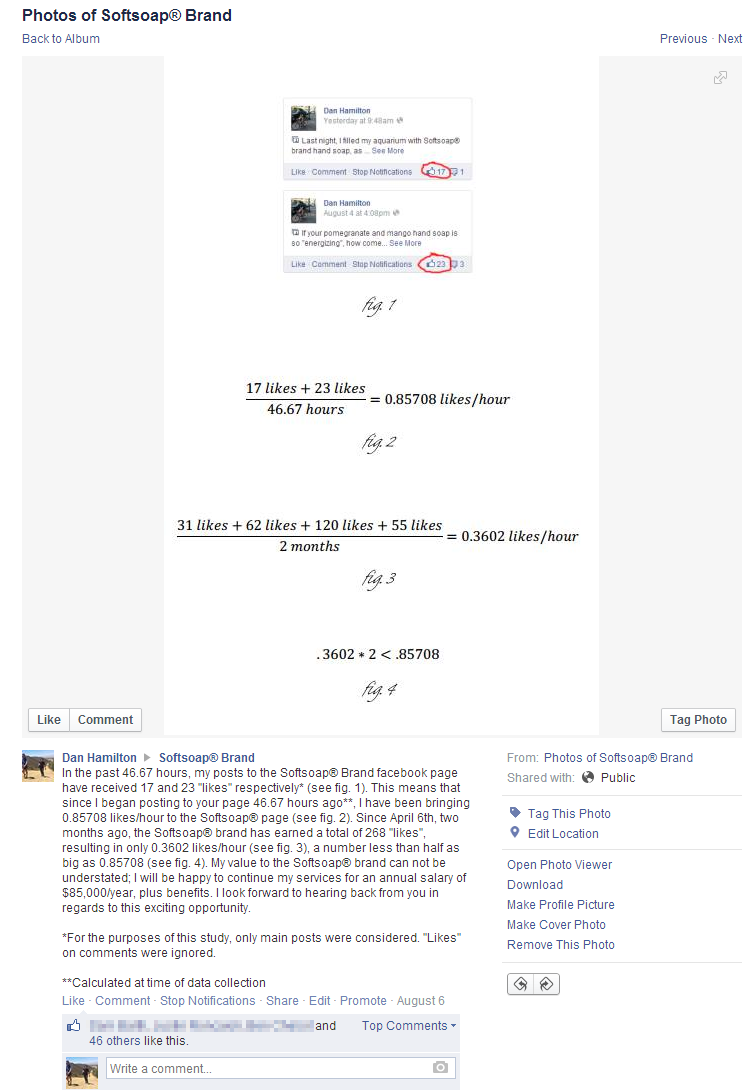 Photos of Softsoap® Brand
Back to Album
Previous · Next
Dan Hamilton
Yesterday at 9:48am
Last night, I filled my aquarium with Softsoap®
brand hand soap, as ... See More
Like · Comment · Stop Notifications 17 1
Dan Hamilton
August 4 at 4:08pm
If your pomegranate and mango hand soap is
so "energizing", how come... See More
Like · Comment · Stop Notifications 23 3
fig. 1
17 likes + 23 likes
46.67 hours
= 0.85708 likes/hour
fig. 2
31 likes + 62 likes + 120 likes + 55 likes
2 months
= 0.3602 likes/hour
fig. 3
.3602 * 2 < .85708
fig. 4
Like Comment
Tag Photo
Dan Hamilton ▶ Softsoap® Brand
In the past 46.67 hours, my posts to the Softsoap® Brand facebook page
have received 17 and 23 "likes" respectively* (see fig. 1). This means that
since I began posting to your page 46.67 hours ago**, I have been bringing
0.85708 likes/hour to the Softsoap® page (see fig. 2). Since April 6th, two
months ago, the Softsoap® brand has earned a total of 268 "likes",
resulting in only 0.3602 likes/hour (see fig. 3), a number less than half as
big as 0.85708 (see fig. 4). My value to the Softsoap® brand can not be
understated; I will be happy to continue my services for an annual salary of
$85,000/year, plus benefits. I look forward to hearing back from you in
regards to this exciting opportunity.
*For the purposes of this study, only main posts were considered. "Likes"
on comments were ignored.
**Calculated at time of data collection
Like · Comment · Stop Notifications · Share · Edit · Promote · August 6
and
46 others like this.
Top Comments
Write a comment...
From: Photos of Softsoap® Brand
Shared with: Public
Tag This Photo
Edit Location
Open Photo Viewer
Download
Make Profile Picture
Make Cover Photo
Remove This Photo